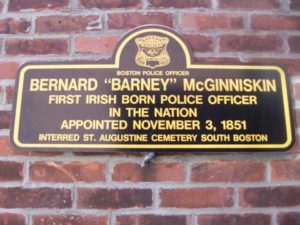 BOSTON POLICE OFFICER
BERNARD "BARNEY" McGINNISKIN
FIRST IRISH BORN POLICE OFFICER
IN THE NATION
APPOINTED NOVEMBER 3, 1851
INTERRED ST. AUGUSTINE CEMETERY SOUTH BOSTON